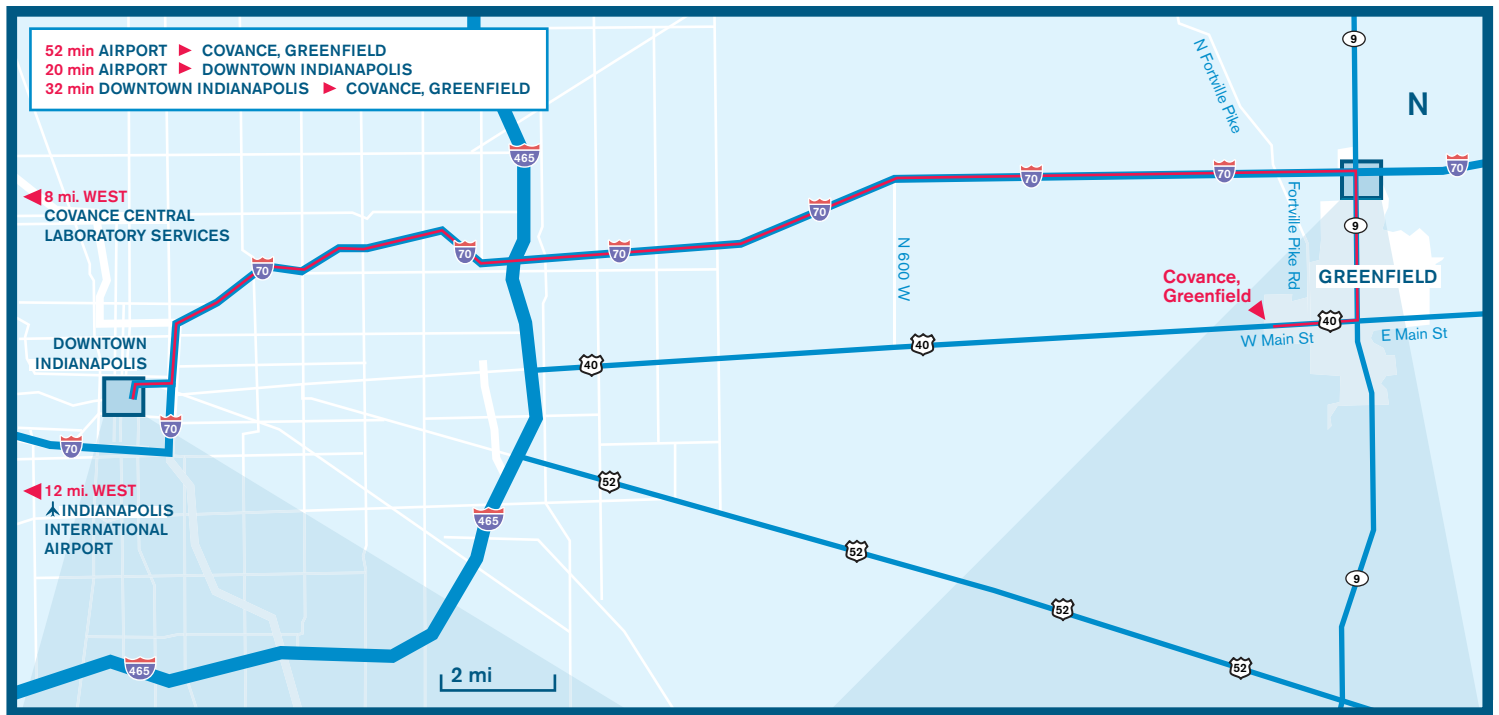 52 min AIRPORT ► COVANCE, GREENFIELD
20 min AIRPORT ► DOWNTOWN INDIANAPOLIS
32 min DOWNTOWN INDIANAPOLIS ► COVANCE, GREENFIELD
9
N Fortville Pike
N
465
70
70
70
8 mi. WEST
COVANCE CENTRAL
LABORATORY SERVICES
70
Fortville Pike Rd
9
70
70
70
N 600 W
Covance,
Greenfield
GREENFIELD
40
W Main St
E Main St
40
40
DOWNTOWN
INDIANAPOLIS
70
70
12 mi. WEST
INDIANAPOLIS
INTERNATIONAL
AIRPORT
52
465
52
9
52
52
465
2 mi